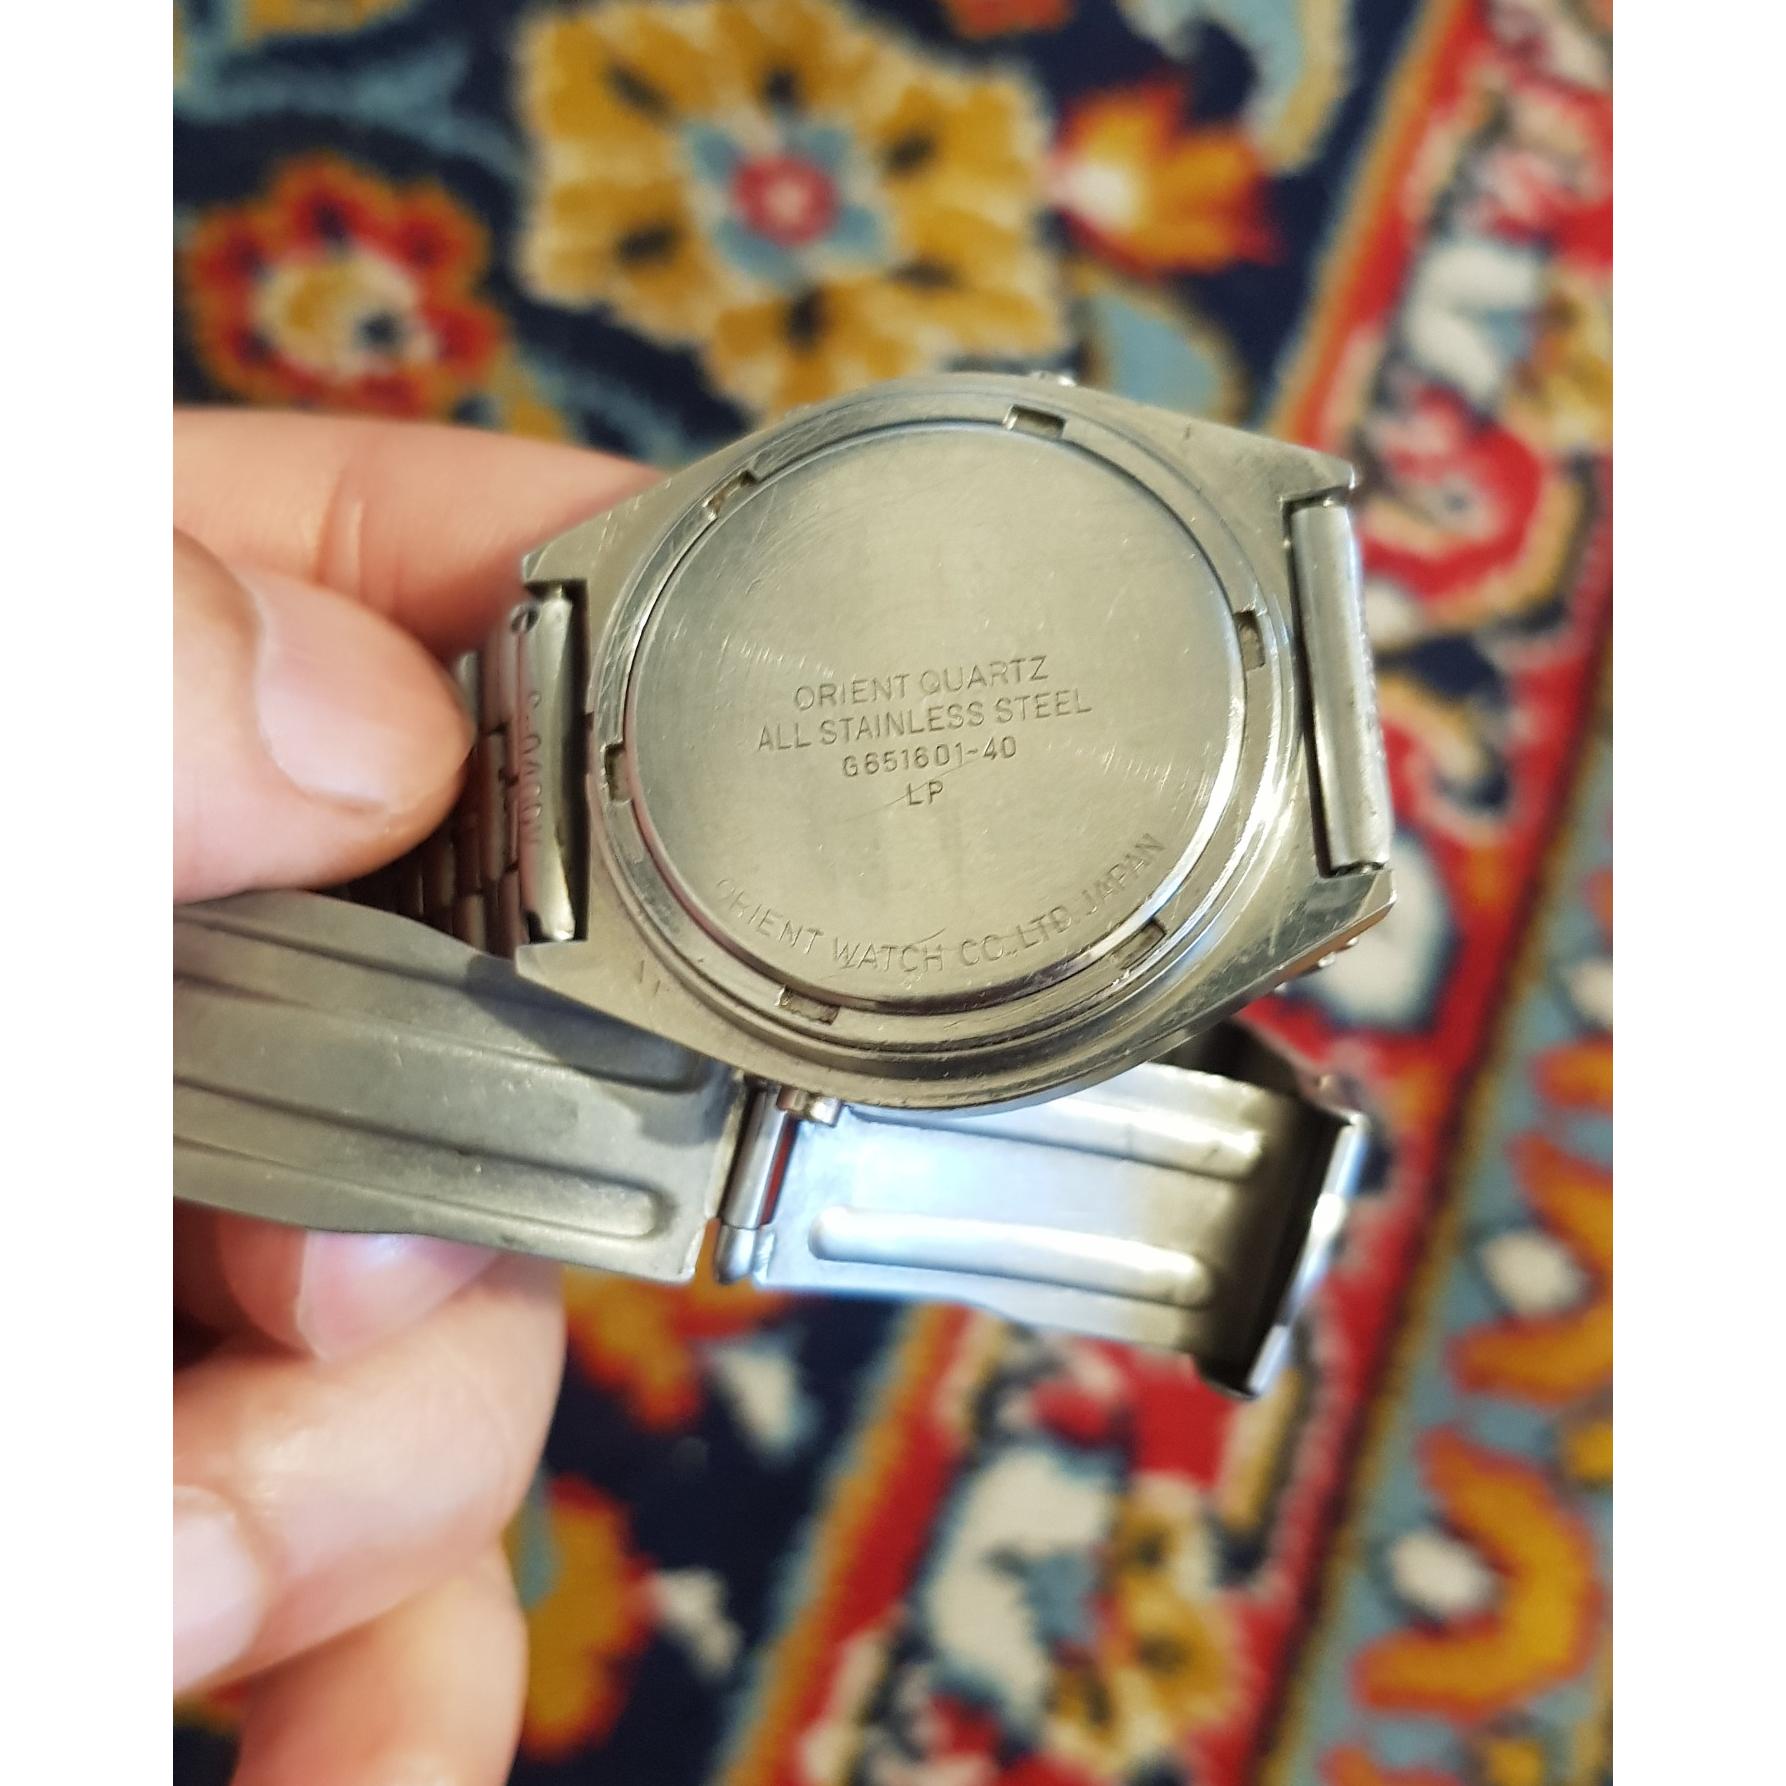 ORIENT QUARTZ
ALL STAINLESS STEEL
G651601-40
LP
ORIENT WATCH CO.,LTD. JAPAN